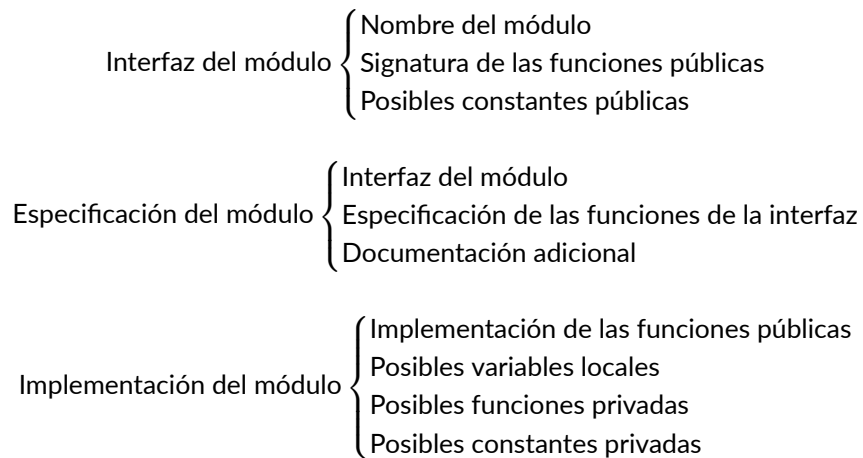 Interfaz del módulo
Nombre del módulo
Signatura de las funciones públicas
Posibles constantes públicas
Especificación del módulo
Interfaz del módulo
Especificación de las funciones de la interfaz
Documentación adicional
Implementación del módulo
Implementación de las funciones públicas
Posibles variables locales
Posibles funciones privadas
Posibles constantes privadas